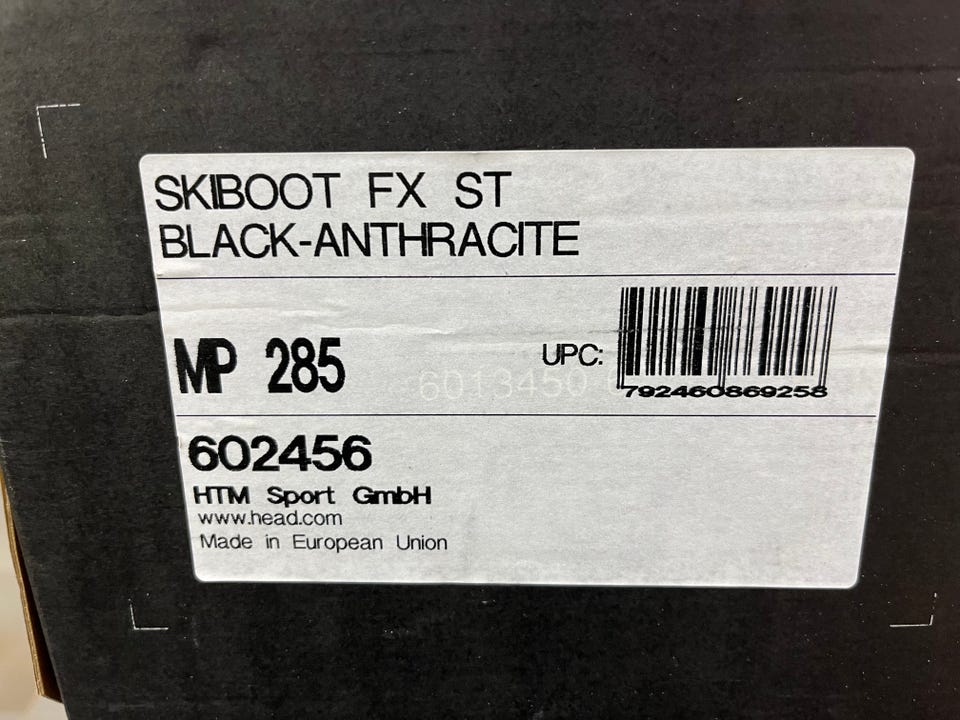 SKIBOOT FX ST
BLACK-ANTHRACITE
MP 285
UPC:
792460869258
602456
HTM Sport GmbH
www.head.com
Made in European Union